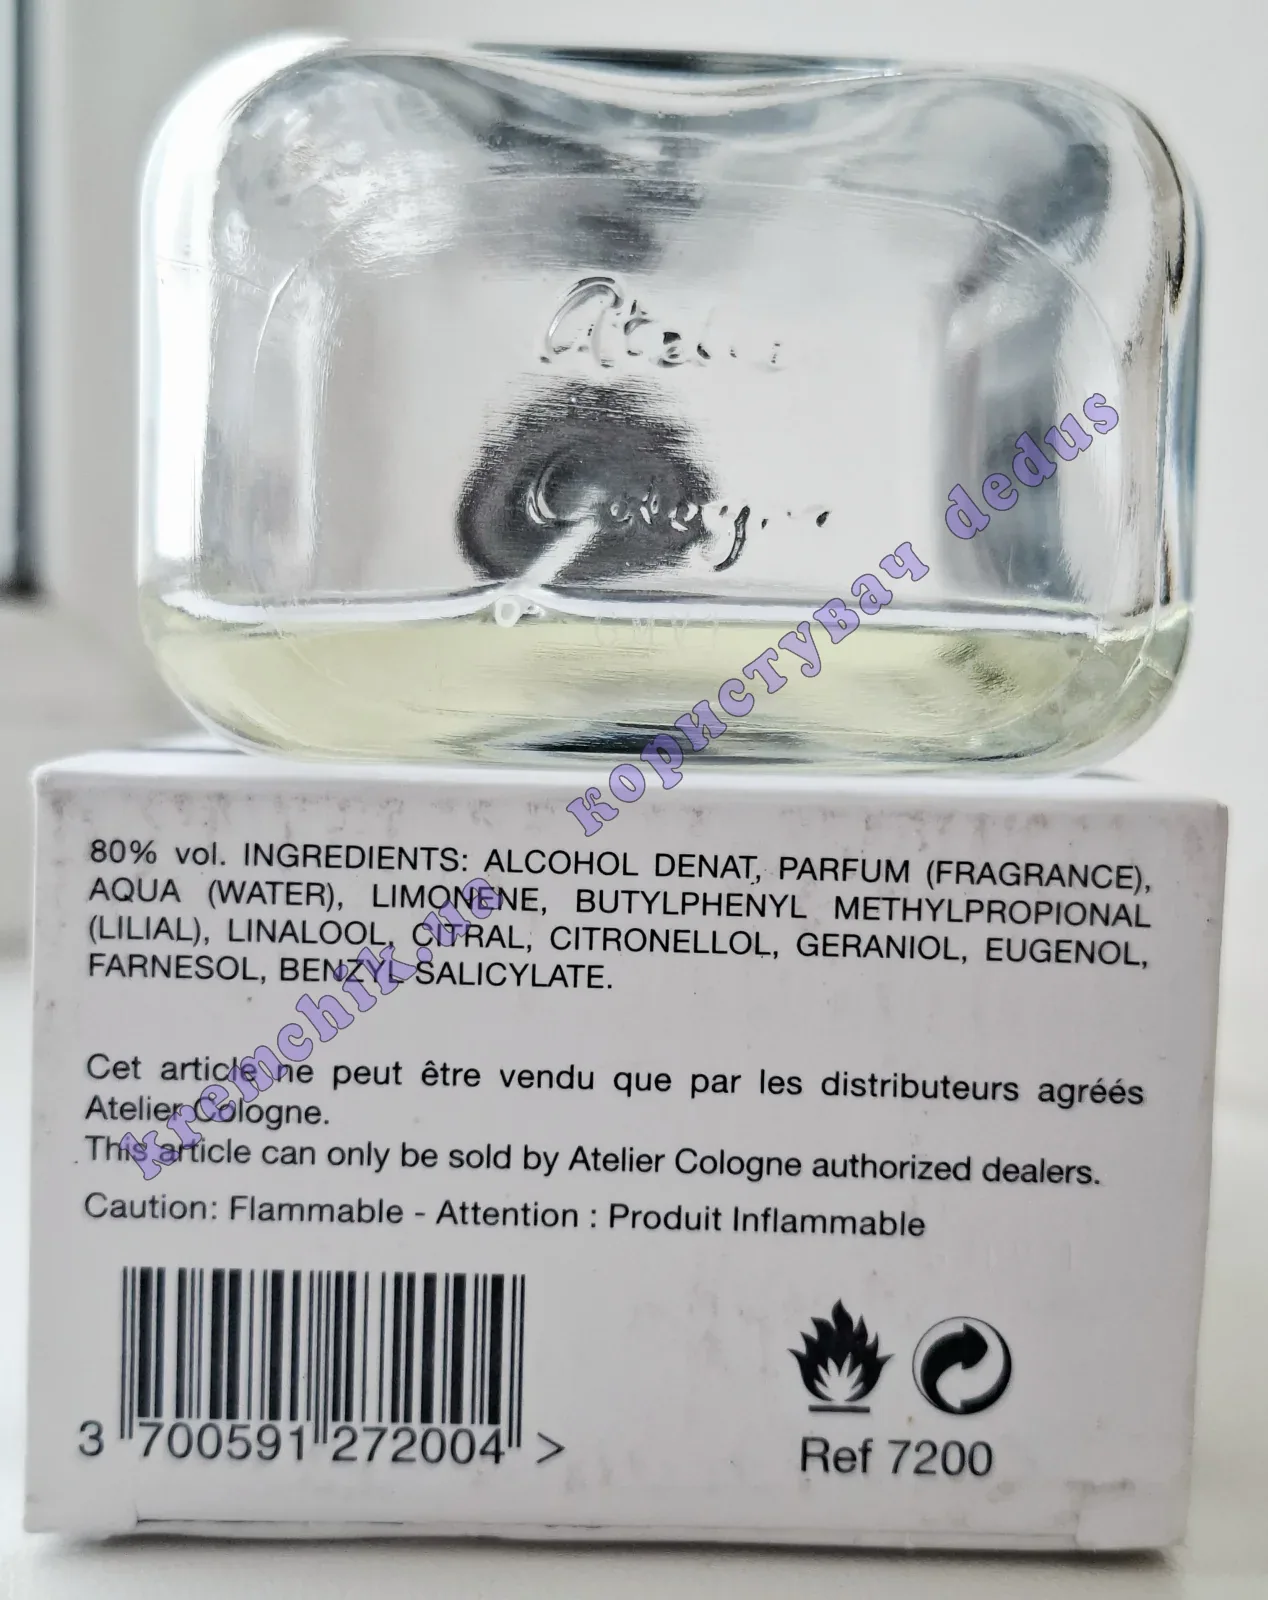 Atelier
Cologne
80% vol. INGREDIENTS: ALCOHOL DENAT, PARFUM (FRAGRANCE),
AQUA (WATER), LIMONENE, BUTYLPHENYL METHYLPROPIONAL
(LILIAL), LINALOOL, CITRAL, CITRONELLOL, GERANIOL, EUGENOL,
FARNESOL, BENZYL SALICYLATE.
Cet article ne peut être vendu que par les distributeurs agréés
Atelier Cologne.
This article can only be sold by Atelier Cologne authorized dealers.
Caution: Flammable - Attention : Produit Inflammable
3 700591 272004 >
Ref 7200
kremchik.ua користувач dedus